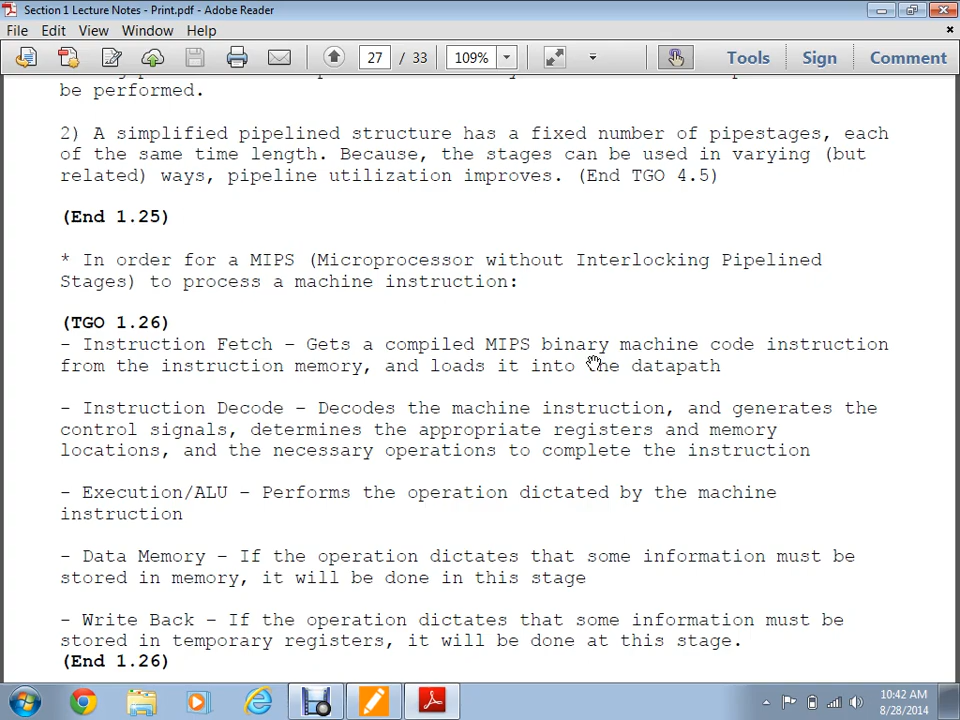 Section 1 Lecture Notes - Print.pdf - Adobe Reader
File Edit View Window Help
27 / 33 109% Tools Sign Comment
be performed.
2) A simplified pipelined structure has a fixed number of pipestages, each
of the same time length. Because, the stages can be used in varying (but
related) ways, pipeline utilization improves. (End TGO 4.5)
(End 1.25)
* In order for a MIPS (Microprocessor without Interlocking Pipelined
Stages) to process a machine instruction:
(TGO 1.26)
- Instruction Fetch – Gets a compiled MIPS binary machine code instruction
from the instruction memory, and loads it into the datapath
- Instruction Decode – Decodes the machine instruction, and generates the
control signals, determines the appropriate registers and memory
locations, and the necessary operations to complete the instruction
- Execution/ALU – Performs the operation dictated by the machine
instruction
- Data Memory – If the operation dictates that some information must be
stored in memory, it will be done in this stage
- Write Back – If the operation dictates that some information must be
stored in temporary registers, it will be done at this stage.
(End 1.26)
10:42 AM
8/28/2014